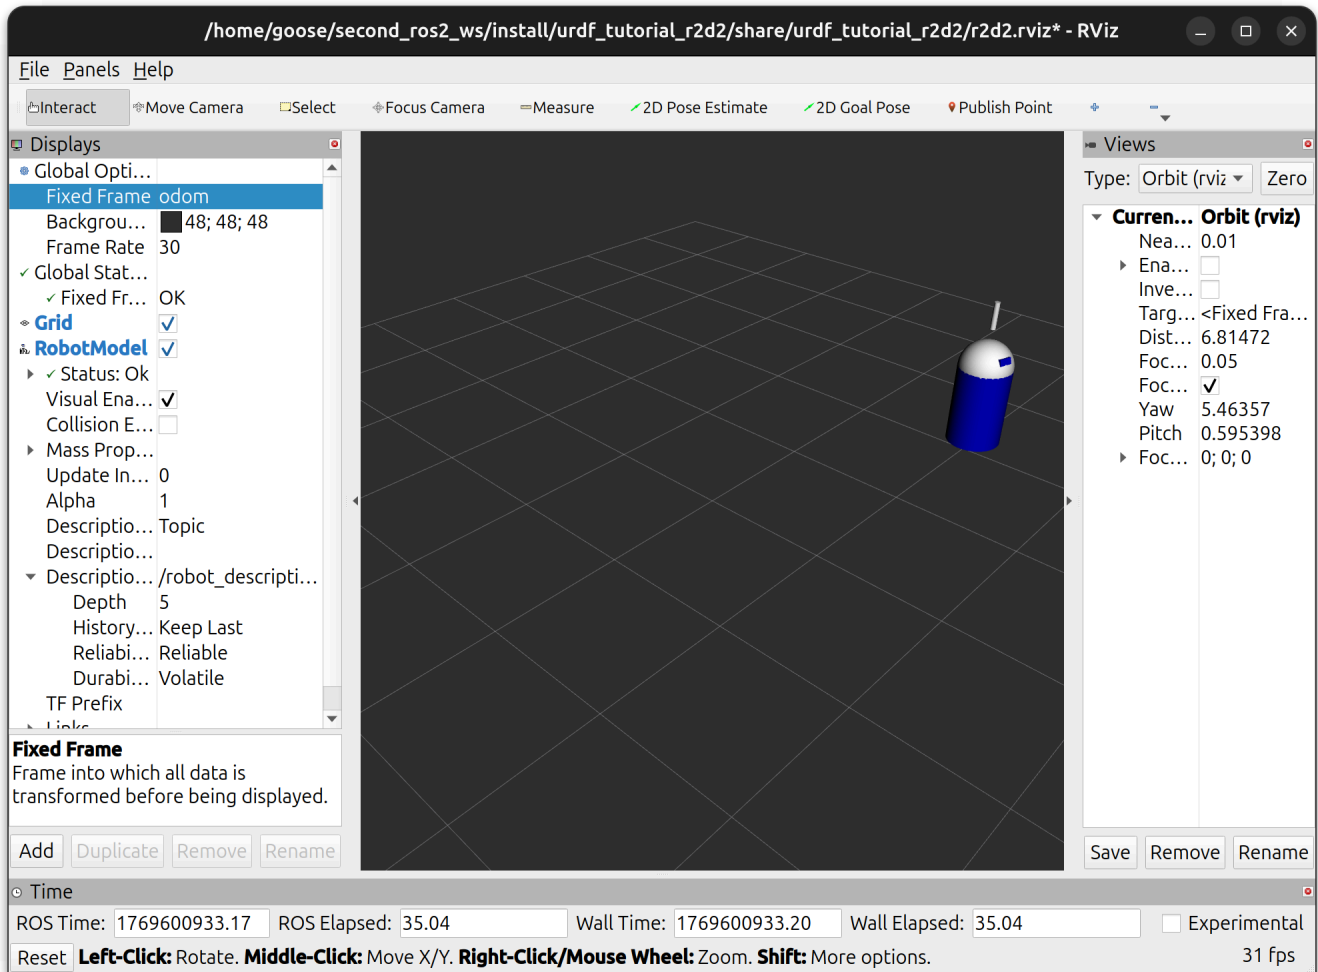 /home/goose/second_ros2_ws/install/urdf_tutorial_r2d2/share/urdf_tutorial_r2d2/r2d2.rviz* - RViz
File Panels Help
Interact Move Camera Select Focus Camera Measure 2D Pose Estimate 2D Goal Pose Publish Point
Displays
Global Opti...
Fixed Frame odom
Backgrou... 48; 48; 48
Frame Rate 30
Global Stat...
Fixed Fr... OK
Grid
RobotModel
Status: Ok
Visual Ena...
Collision E...
Mass Prop...
Update In... 0
Alpha 1
Descriptio... Topic
Descriptio...
Descriptio... /robot_descripti...
Depth 5
History... Keep Last
Reliabi... Reliable
Durabi... Volatile
TF Prefix
Links
Fixed Frame
Frame into which all data is
transformed before being displayed.
Add Duplicate Remove Rename
Views
Type: Orbit (rviz Zero
Curren... Orbit (rviz)
Nea... 0.01
Ena...
Inve...
Targ... <Fixed Fra...
Dist... 6.81472
Foc... 0.05
Foc...
Yaw 5.46357
Pitch 0.595398
Foc... 0; 0; 0
Save Remove Rename
Time
ROS Time: 1769600933.17 ROS Elapsed: 35.04 Wall Time: 1769600933.20 Wall Elapsed: 35.04 Experimental
Reset Left-Click: Rotate. Middle-Click: Move X/Y. Right-Click/Mouse Wheel: Zoom. Shift: More options. 31 fps